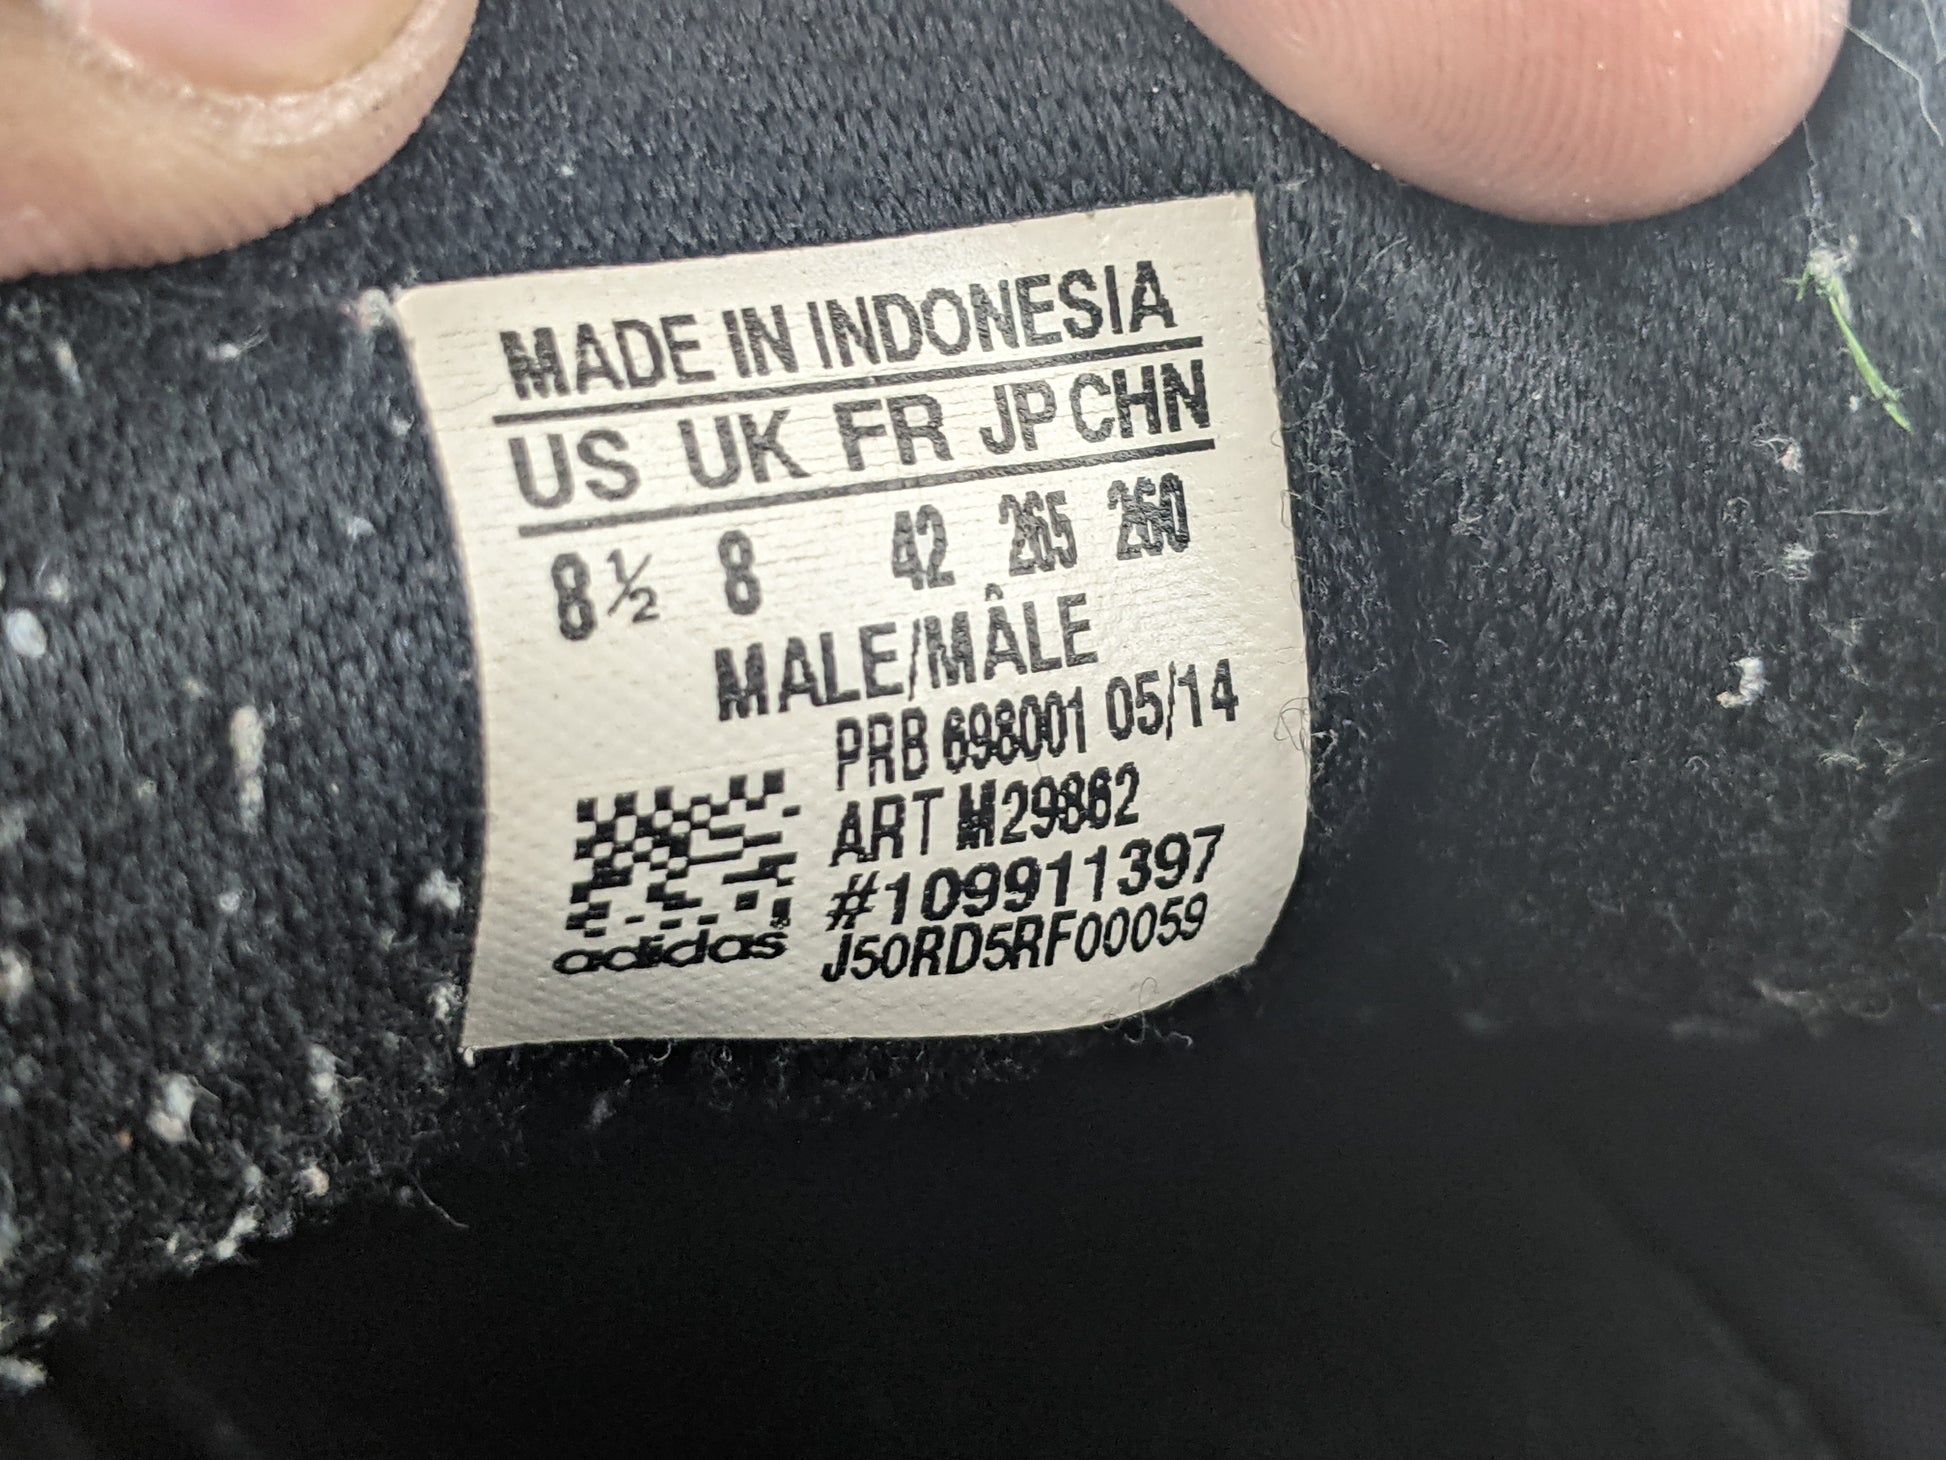 MADE IN INDONESIA
US UK FR JP CHN
8½ 8 42 265 260
MALE/MÂLE
PRB 698001 05/14
ART M29862
#109911397
adidas J50RD5RF00059